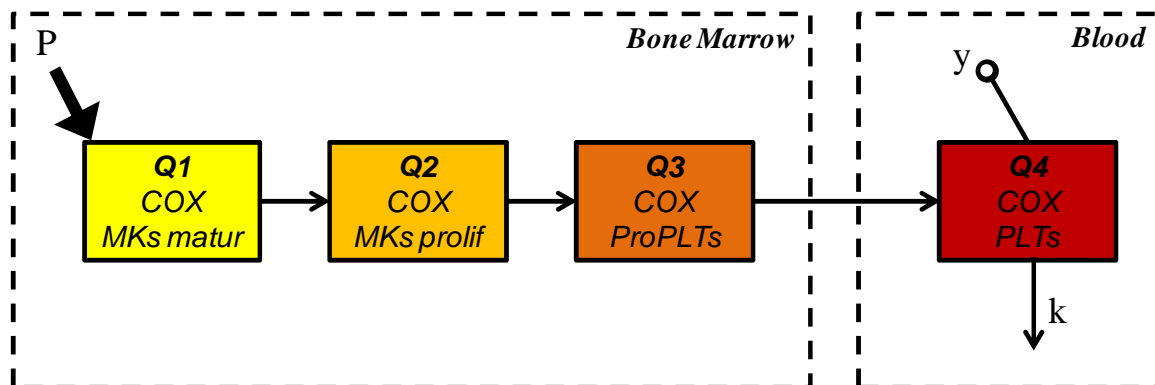 P
Bone Marrow
Blood
y
Q1
COX
MKs matur
Q2
COX
MKs prolif
Q3
COX
ProPLTs
Q4
COX
PLTs
k